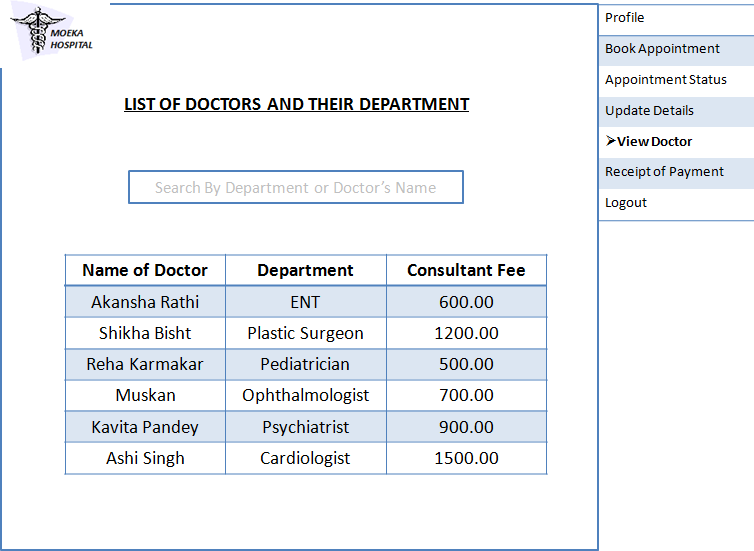 MOEKA
HOSPITAL
LIST OF DOCTORS AND THEIR DEPARTMENT
Search By Department or Doctor's Name
Name of Doctor Department Consultant Fee
Akansha Rathi ENT 600.00
Shikha Bisht Plastic Surgeon 1200.00
Reha Karmakar Pediatrician 500.00
Muskan Ophthalmologist 700.00
Kavita Pandey Psychiatrist 900.00
Ashi Singh Cardiologist 1500.00
Profile
Book Appointment
Appointment Status
Update Details
➢View Doctor
Receipt of Payment
Logout